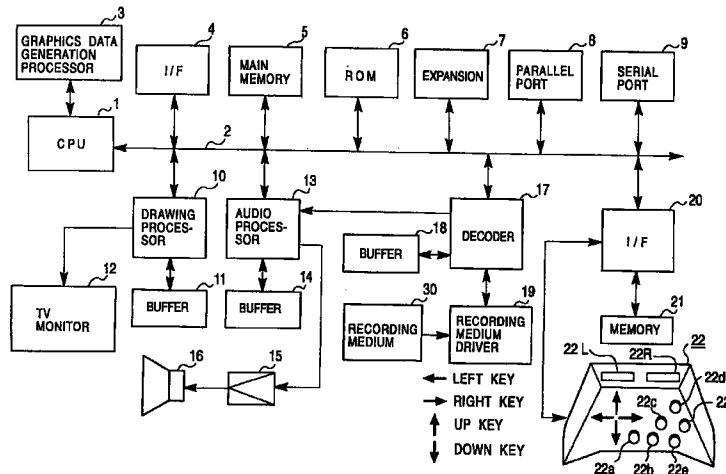 3
GRAPHICS DATA
GENERATION
PROCESSOR
4
I/F
5
MAIN
MEMORY
6
ROM
7
EXPANSION
8
PARALLEL
PORT
9
SERIAL
PORT
1
CPU
2
10
DRAWING
PROCES-
SOR
13
AUDIO
PROCES-
SOR
17
DECODER
20
I/F
18
BUFFER
12
TV
MONITOR
11
BUFFER
14
BUFFER
30
RECORDING
MEDIUM
19
RECORDING
MEDIUM
DRIVER
21
MEMORY
16
15
LEFT KEY
RIGHT KEY
UP KEY
DOWN KEY
22L
22R
22
22d
22c
22a
22b
22e